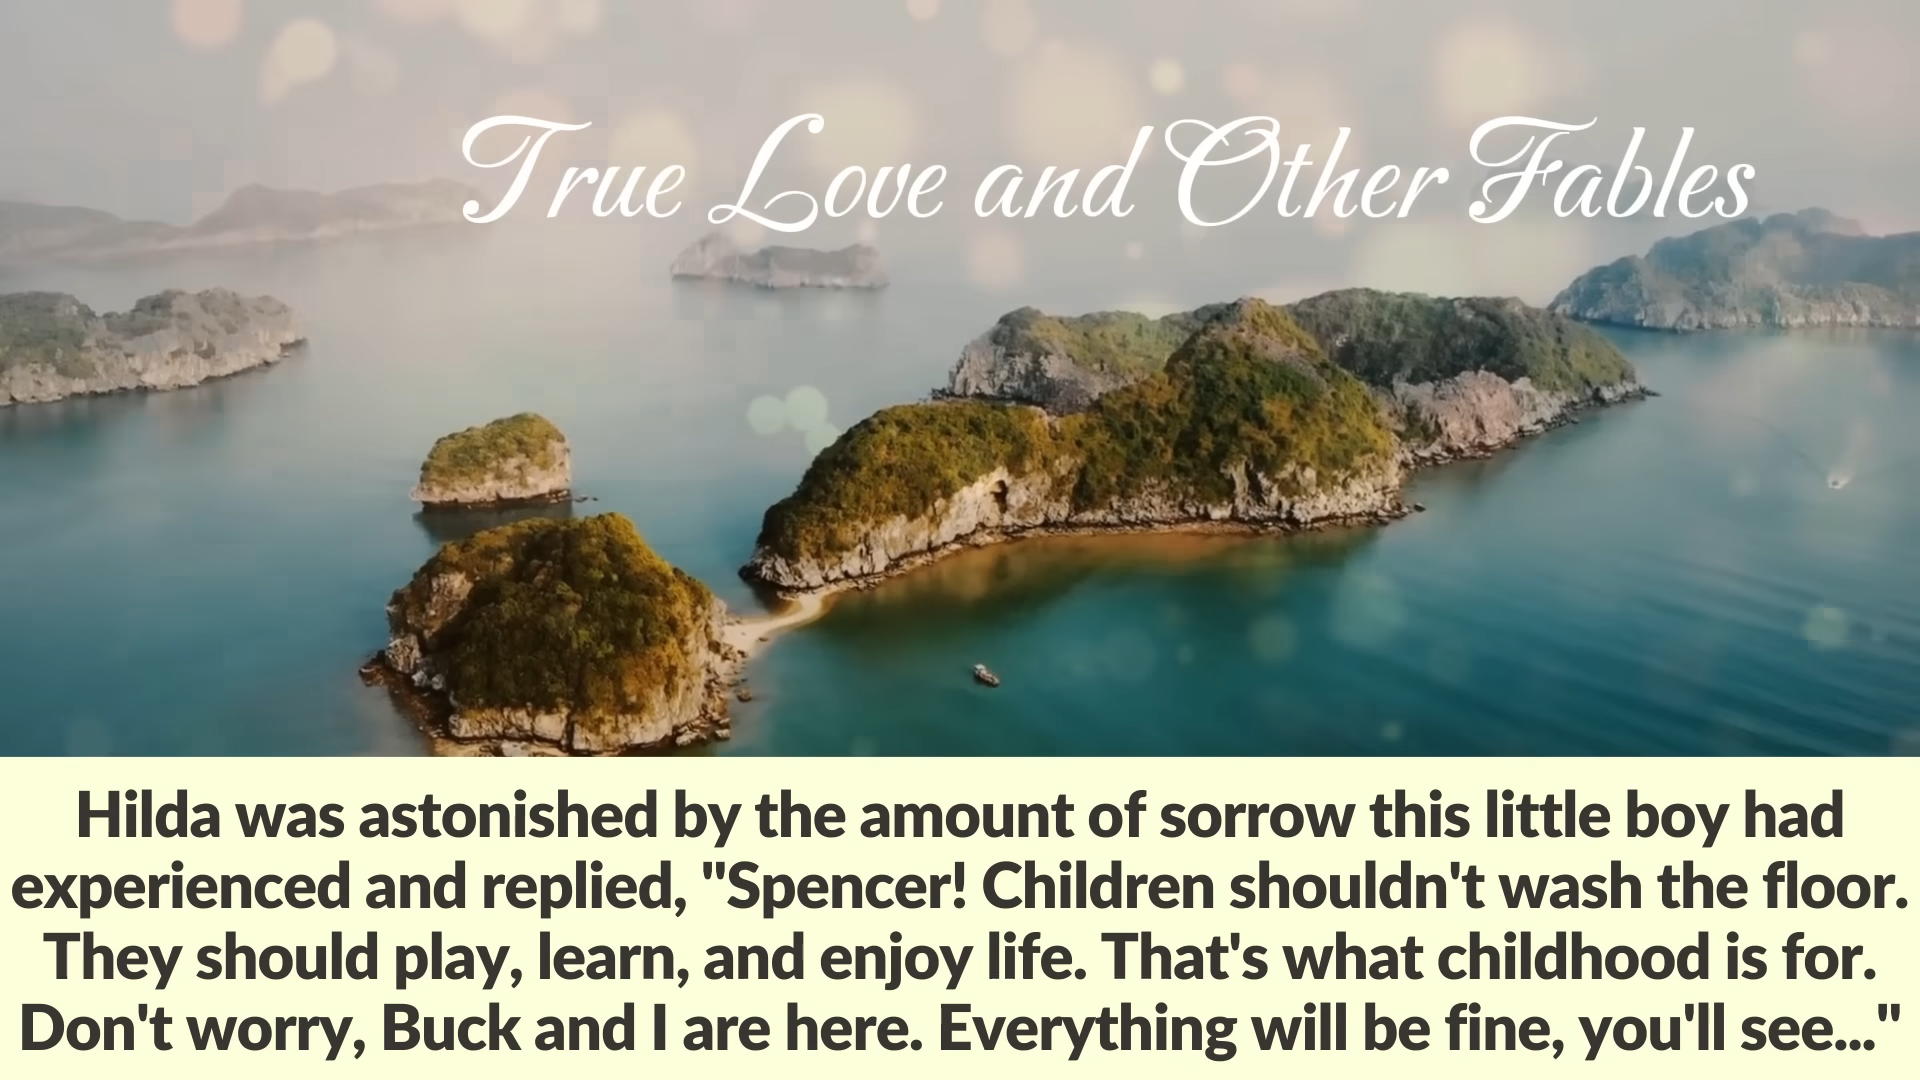 True Love and Other Fables
Hilda was astonished by the amount of sorrow this little boy had
experienced and replied, "Spencer! Children shouldn't wash the floor.
They should play, learn, and enjoy life. That's what childhood is for.
Don't worry, Buck and I are here. Everything will be fine, you'll see..."